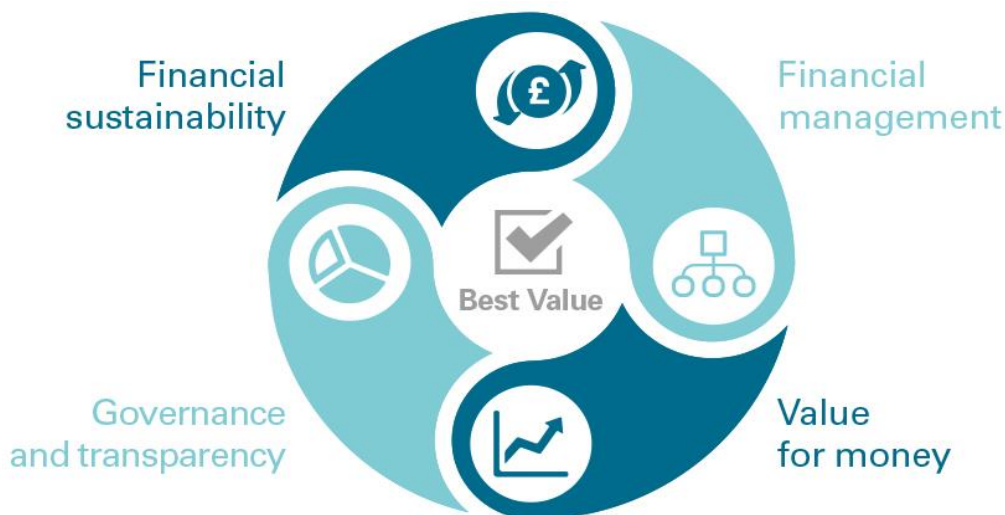 Financial
sustainability
£
Financial
management
Best Value
Governance
and transparency
Value
for money